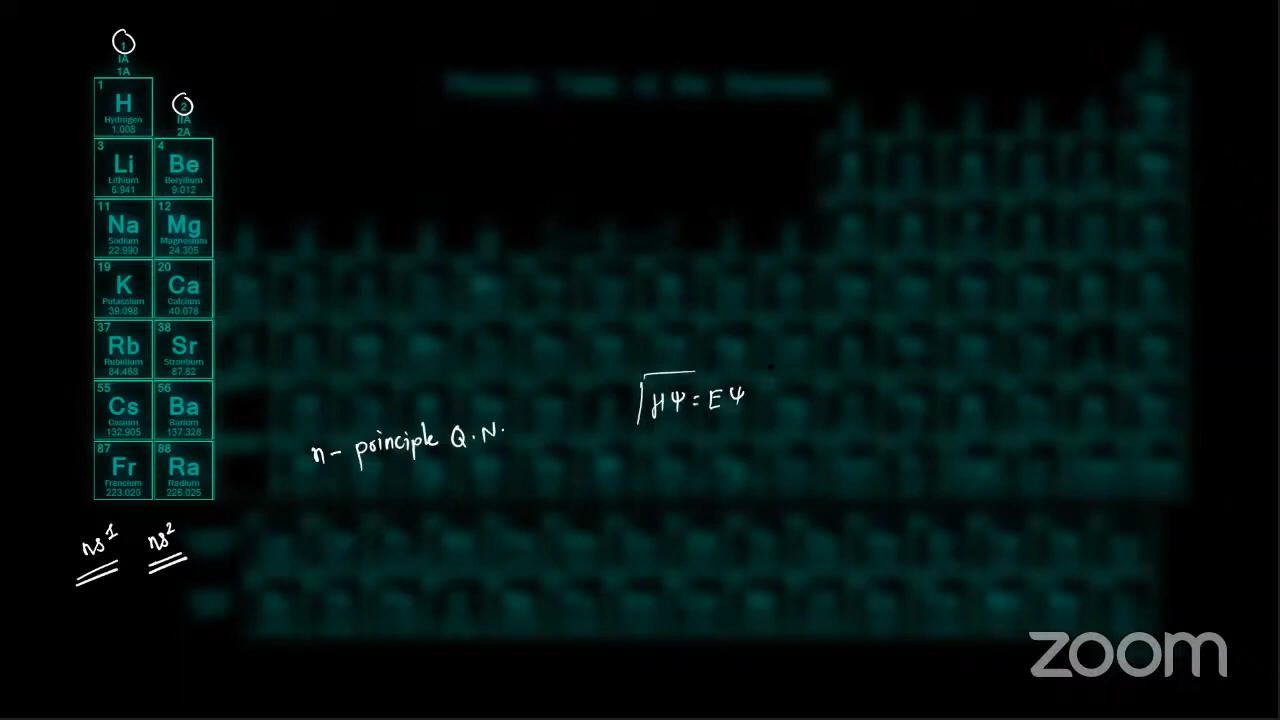 1
IA
1A
1
H
Hydrogen
1.008
2
IIA
2A
3
Li
Lithium
6.941
4
Be
Beryllium
9.012
11
Na
Sodium
22.990
12
Mg
Magnesium
24.305
19
K
Potassium
39.098
20
Ca
Calcium
40.078
37
Rb
Rubidium
84.468
38
Sr
Strontium
87.62
55
Cs
Cesium
132.905
56
Ba
Barium
137.328
87
Fr
Francium
223.020
88
Ra
Radium
226.025
HΨ = EΨ
n - principle Q.N.
ns¹ ns²
zoom